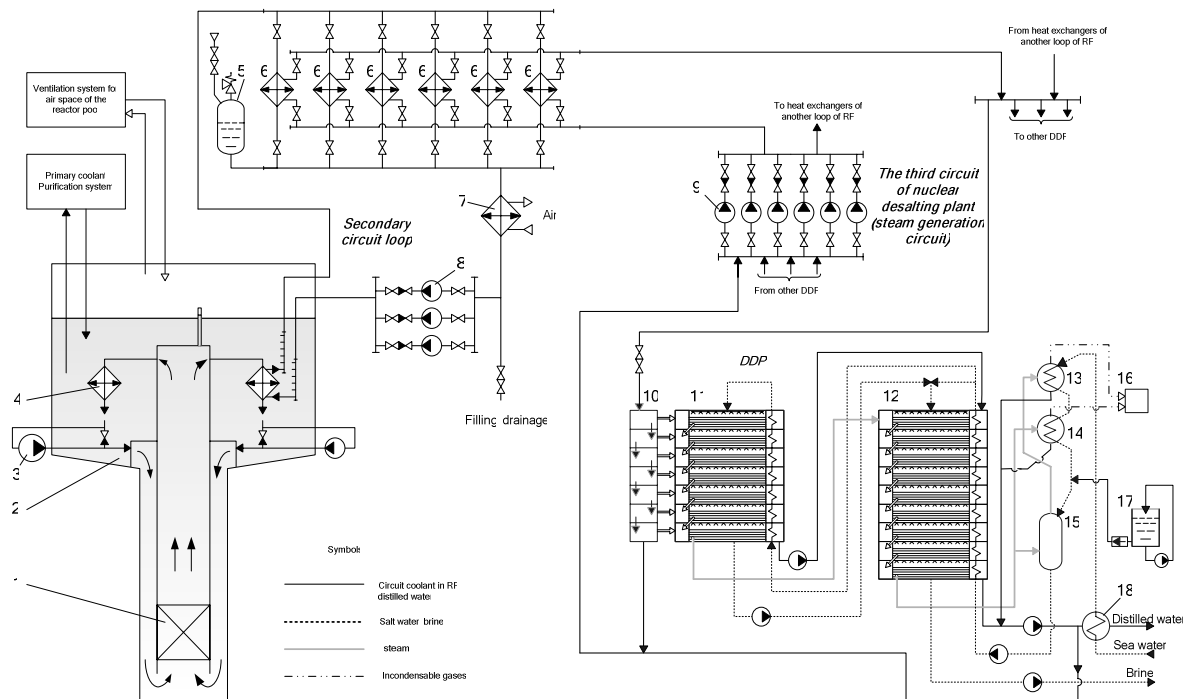 Ventilation system fo
air space of the
reactor poo
Primary coolan
Purification system
5
6 6 6 6 6 6
7
Air
Secondary
circuit loop
8
Filling drainage
From heat exchangers of
another loop of RF
To other DDF
To heat exchangers of
another loop of RF
9
The third circuit
of nuclear
desalting plant
(steam generation
circuit)
From other DDF
4
3
2
Symbols
Circuit coolant in RF
distilled water
Salt water brine
steam
Incondensable gases
DDP
10
11
12
13
14
15
16
17
18
Distilled water
Sea water
Brine